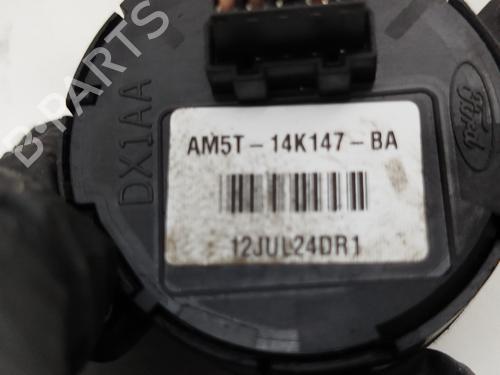 B-PARTS
DX1AA
Ford
AM5T-14K147-BA
12JUL24DR1